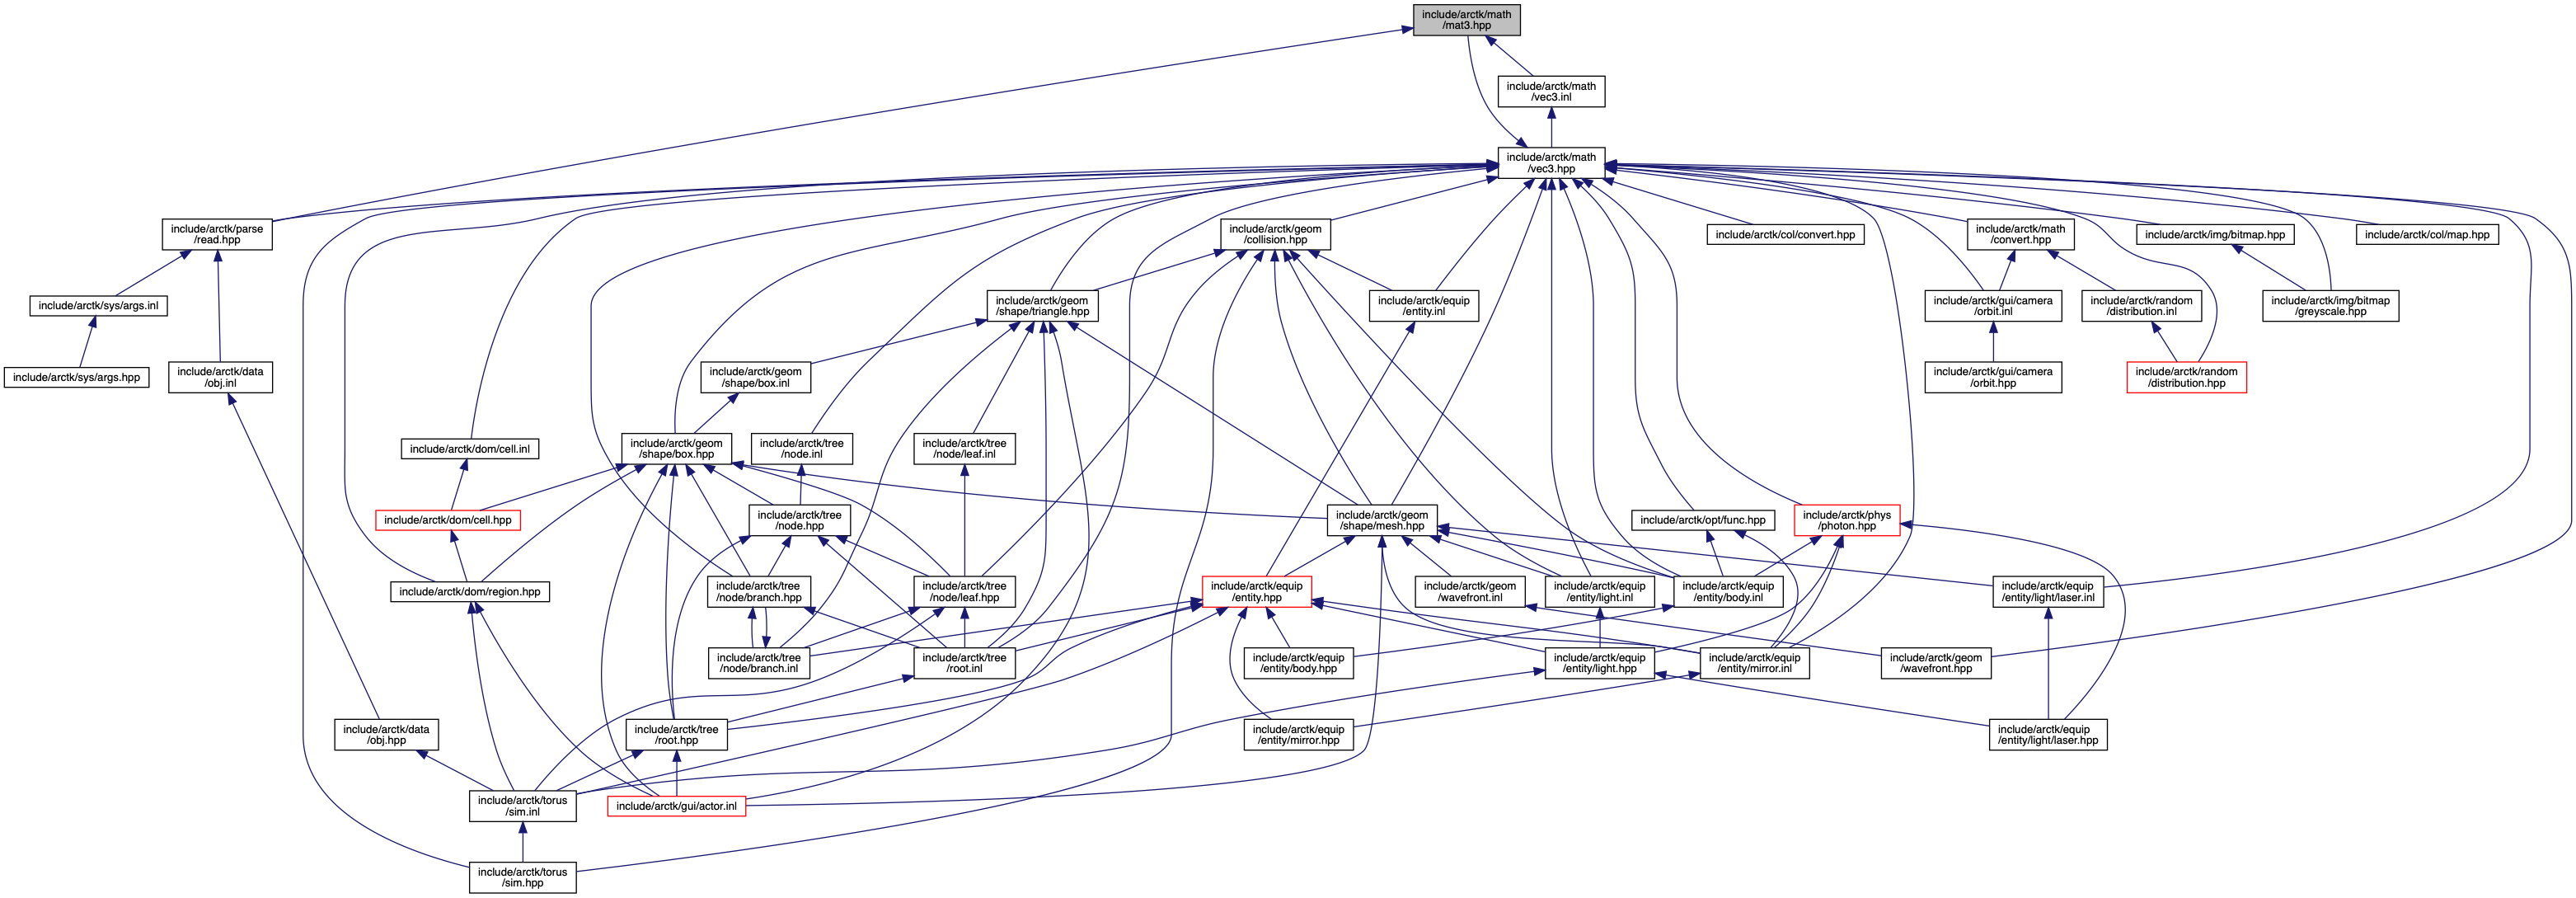 include/arctk/math
/mat3.hpp
include/arctk/math
/vec3.inl
include/arctk/math
/vec3.hpp
include/arctk/parse
/read.hpp
include/arctk/geom
/collision.hpp
include/arctk/col/convert.hpp
include/arctk/math
/convert.hpp
include/arctk/img/bitmap.hpp
include/arctk/col/map.hpp
include/arctk/sys/args.inl
include/arctk/geom
/shape/triangle.hpp
include/arctk/equip
/entity.inl
include/arctk/gui/camera
/orbit.inl
include/arctk/random
/distribution.inl
include/arctk/img/bitmap
/greyscale.hpp
include/arctk/sys/args.hpp
include/arctk/data
/obj.inl
include/arctk/geom
/shape/box.inl
include/arctk/gui/camera
/orbit.hpp
include/arctk/random
/distribution.hpp
include/arctk/dom/cell.inl
include/arctk/geom
/shape/box.hpp
include/arctk/tree
/node.inl
include/arctk/tree
/node/leaf.inl
include/arctk/dom/cell.hpp
include/arctk/tree
/node.hpp
include/arctk/geom
/shape/mesh.hpp
include/arctk/opt/func.hpp
include/arctk/phys
/photon.hpp
include/arctk/dom/region.hpp
include/arctk/tree
/node/branch.hpp
include/arctk/tree
/node/leaf.hpp
include/arctk/equip
/entity.hpp
include/arctk/geom
/wavefront.inl
include/arctk/equip
/entity/light.inl
include/arctk/equip
/entity/body.inl
include/arctk/equip
/entity/light/laser.inl
include/arctk/tree
/node/branch.inl
include/arctk/tree
/root.inl
include/arctk/equip
/entity/body.hpp
include/arctk/equip
/entity/light.hpp
include/arctk/equip
/entity/mirror.inl
include/arctk/geom
/wavefront.hpp
include/arctk/data
/obj.hpp
include/arctk/tree
/root.hpp
include/arctk/equip
/entity/mirror.hpp
include/arctk/equip
/entity/light/laser.hpp
include/arctk/torus
/sim.inl
include/arctk/gui/actor.inl
include/arctk/torus
/sim.hpp